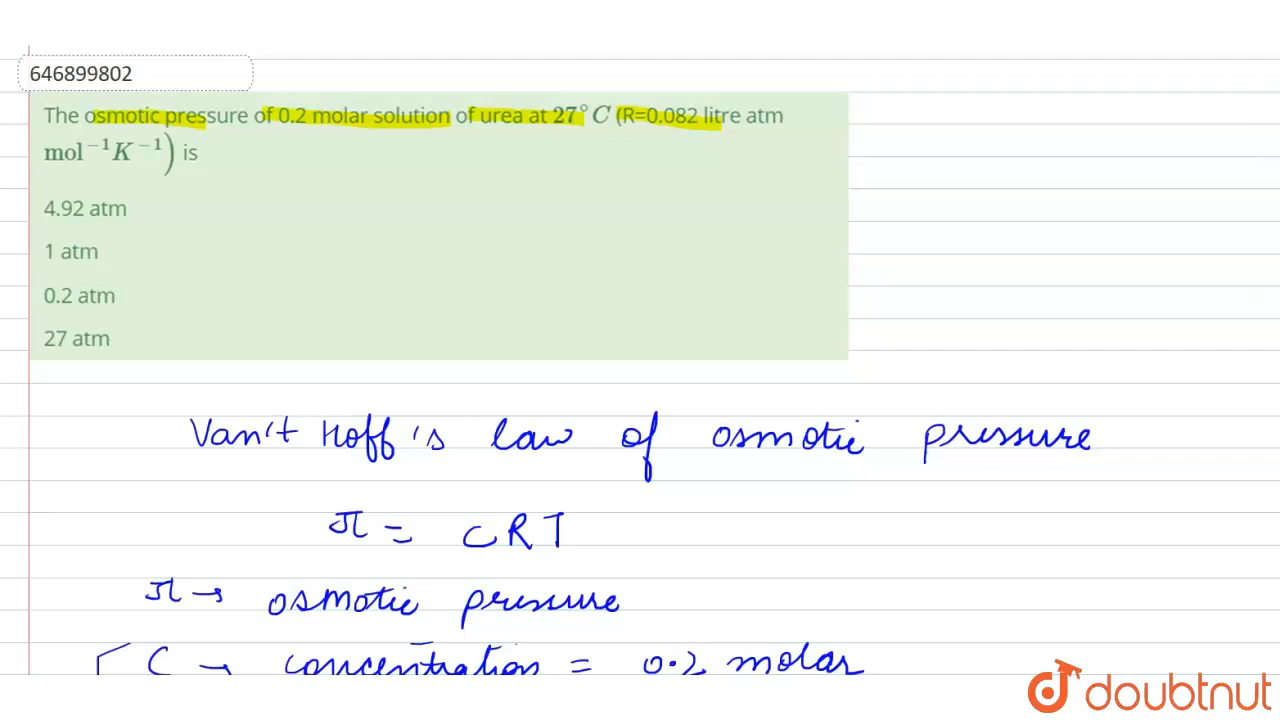 646899802
The osmotic pressure of 0.2 molar solution of urea at 27°C (R=0.082 litre atm
mol⁻¹K⁻¹) is
4.92 atm
1 atm
0.2 atm
27 atm
Van't Hoff's law of osmotic pressure
π = CRT
π → osmotic pressure
[ C → concentration = 0.2 molar
doubtnut